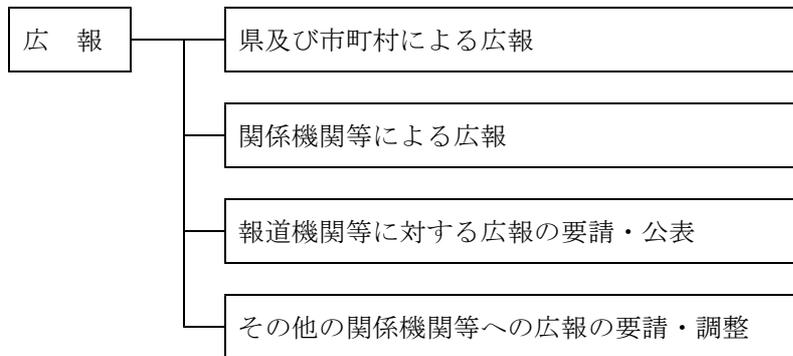 広　報
県及び市町村による広報
関係機関等による広報
報道機関等に対する広報の要請・公表
その他の関係機関等への広報の要請・調整